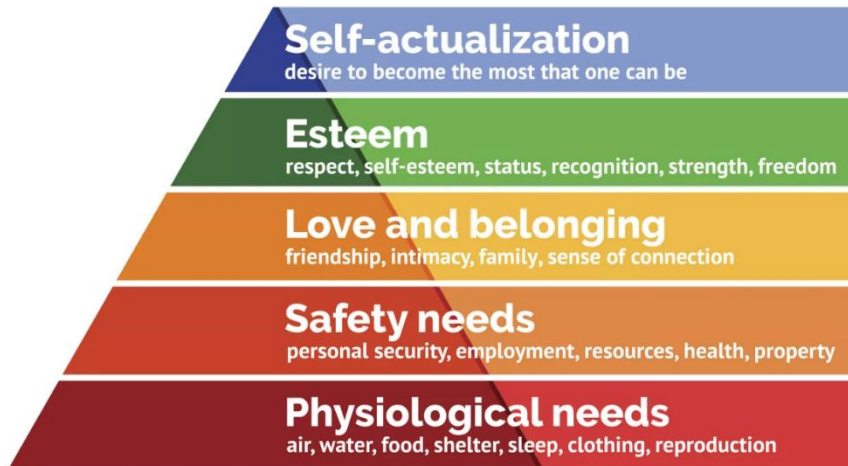 Self-actualization
desire to become the most that one can be
Esteem
respect, self-esteem, status, recognition, strength, freedom
Love and belonging
friendship, intimacy, family, sense of connection
Safety needs
personal security, employment, resources, health, property
Physiological needs
air, water, food, shelter, sleep, clothing, reproduction